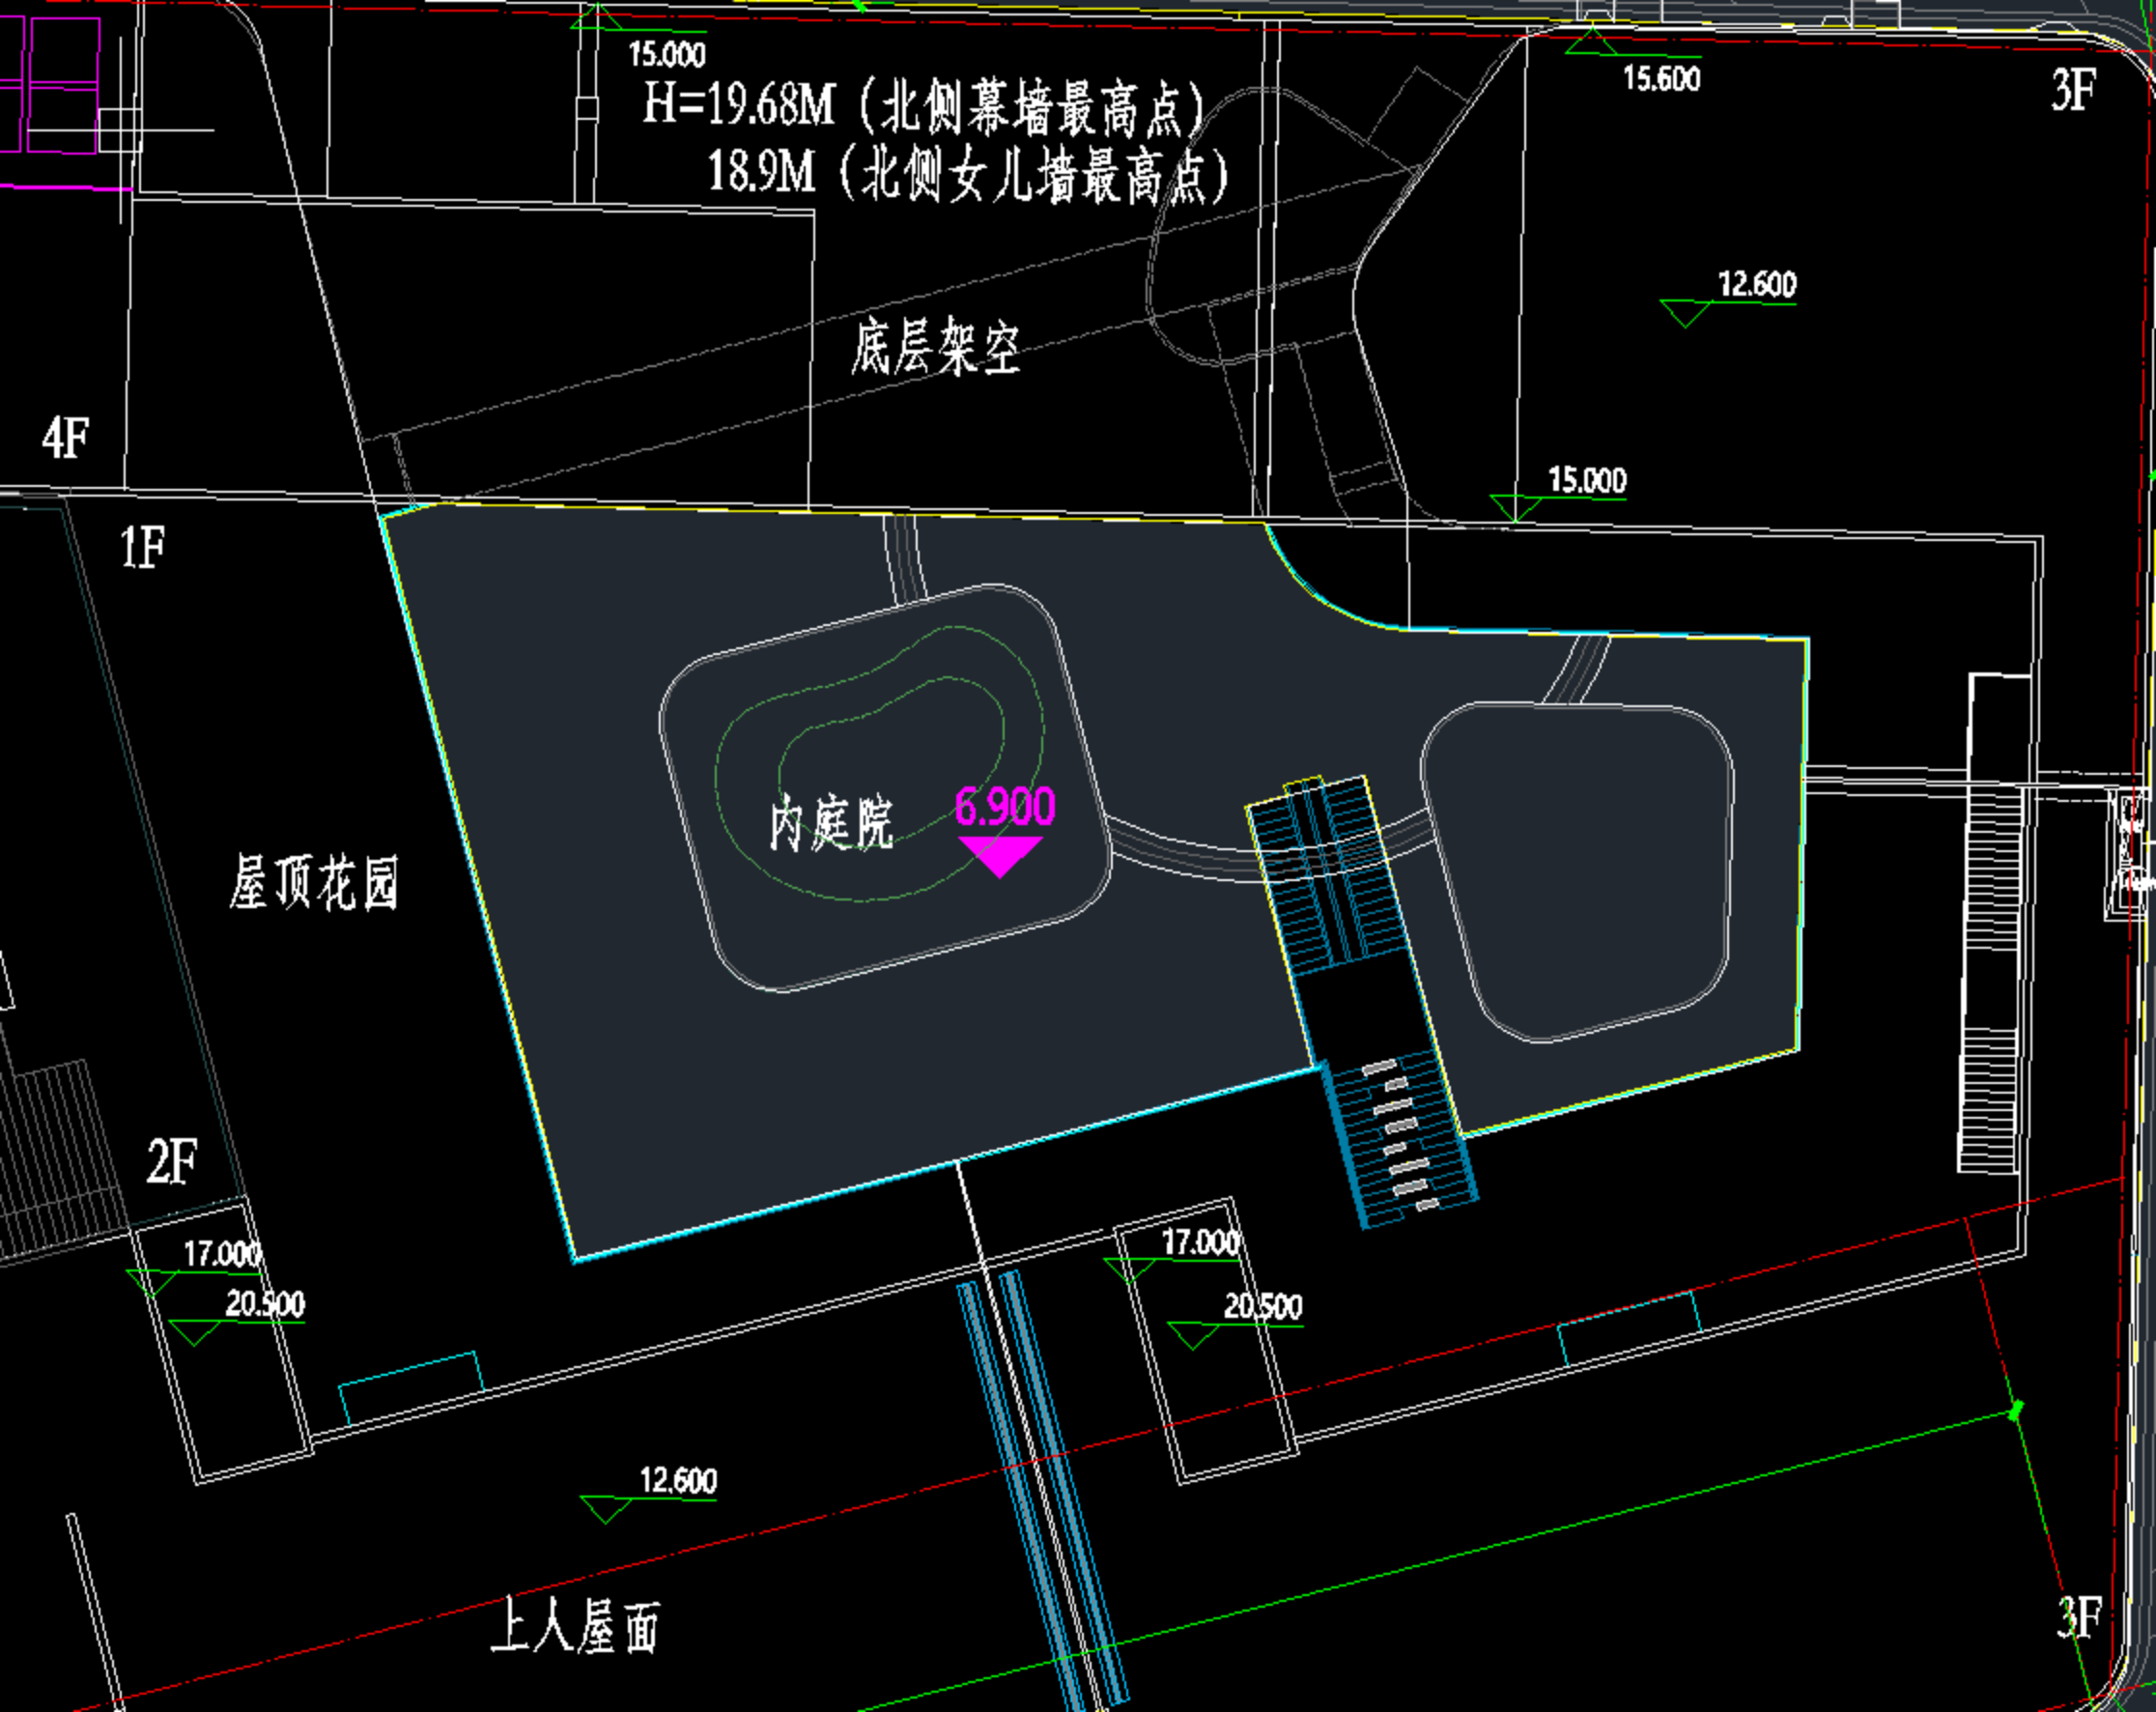 15.000
H=19.68M（北侧幕墙最高点）
18.9M（北侧女儿墙最高点）
15.600
3F
12.600
底层架空
4F
15.000
1F
内庭院
6.900
屋顶花园
2F
17.000
20.500
17.000
20.500
12.600
上人屋面
3F